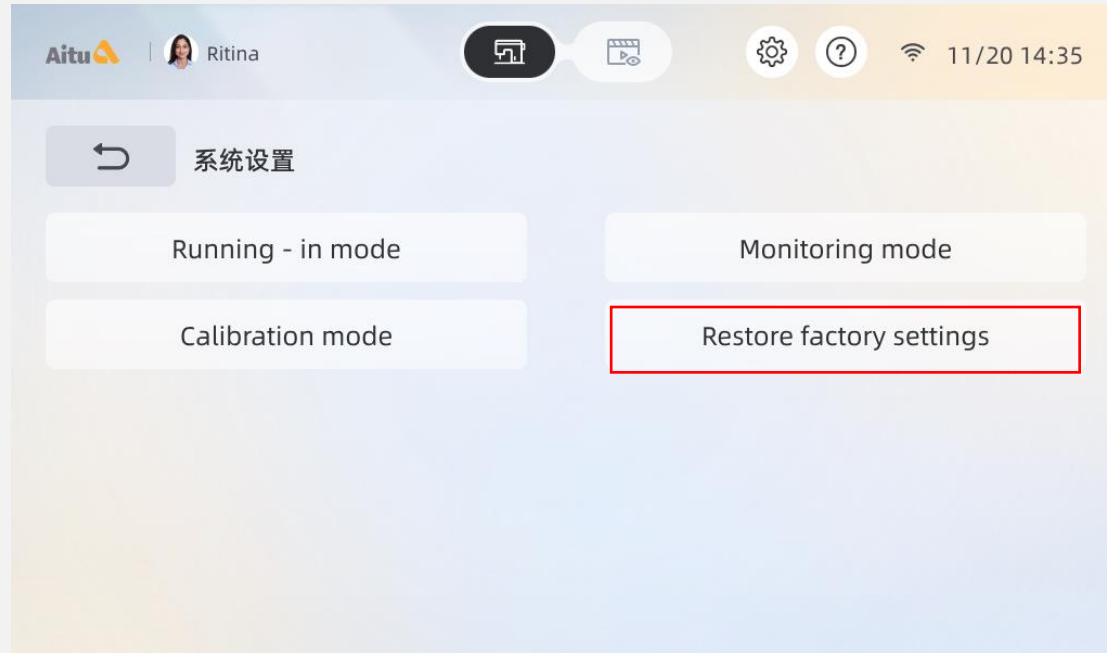 Aitu Ritina 11/20 14:35
系统设置
Running - in mode
Monitoring mode
Calibration mode
Restore factory settings